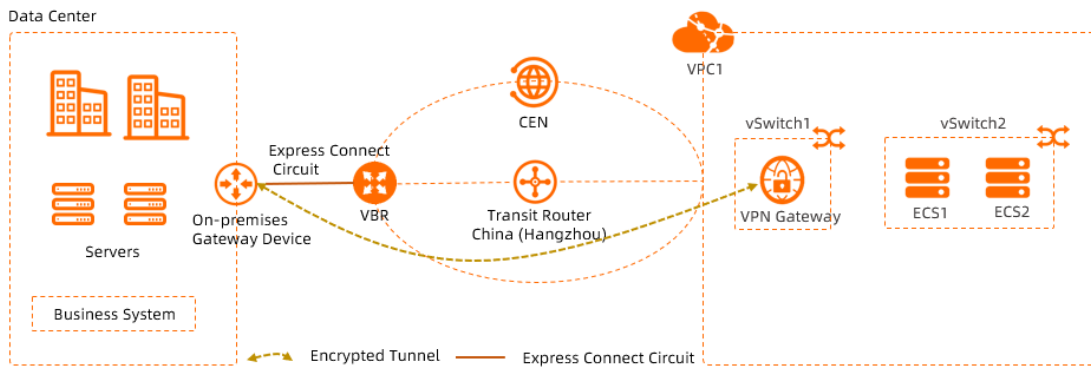 Data Center
VPC1
CEN
vSwitch1
vSwitch2
Express Connect
Circuit
VBR
On-premises
Gateway Device
Transit Router
China (Hangzhou)
VPN Gateway
ECS1
ECS2
Servers
Business System
Encrypted Tunnel
Express Connect Circuit